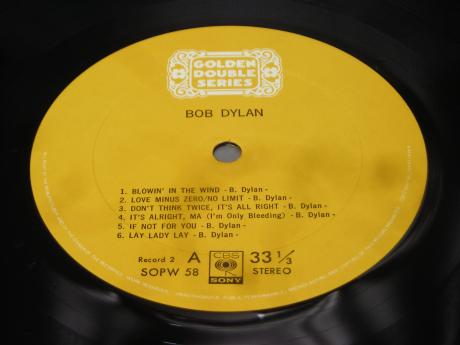 GOLDEN
DOUBLE
SERIES
BOB DYLAN
1. BLOWIN' IN THE WIND - B. Dylan -
2. LOVE MINUS ZERO/NO LIMIT - B. Dylan -
3. DON'T THINK TWICE, IT'S ALL RIGHT - B. Dylan -
4. IT'S ALRIGHT, MA (I'm Only Bleeding) - B. Dylan -
5. IF NOT FOR YOU - B. Dylan -
6. LAY LADY LAY - B. Dylan -
Record 2 A CBS 33 1/3
SOPW 58 SONY STEREO